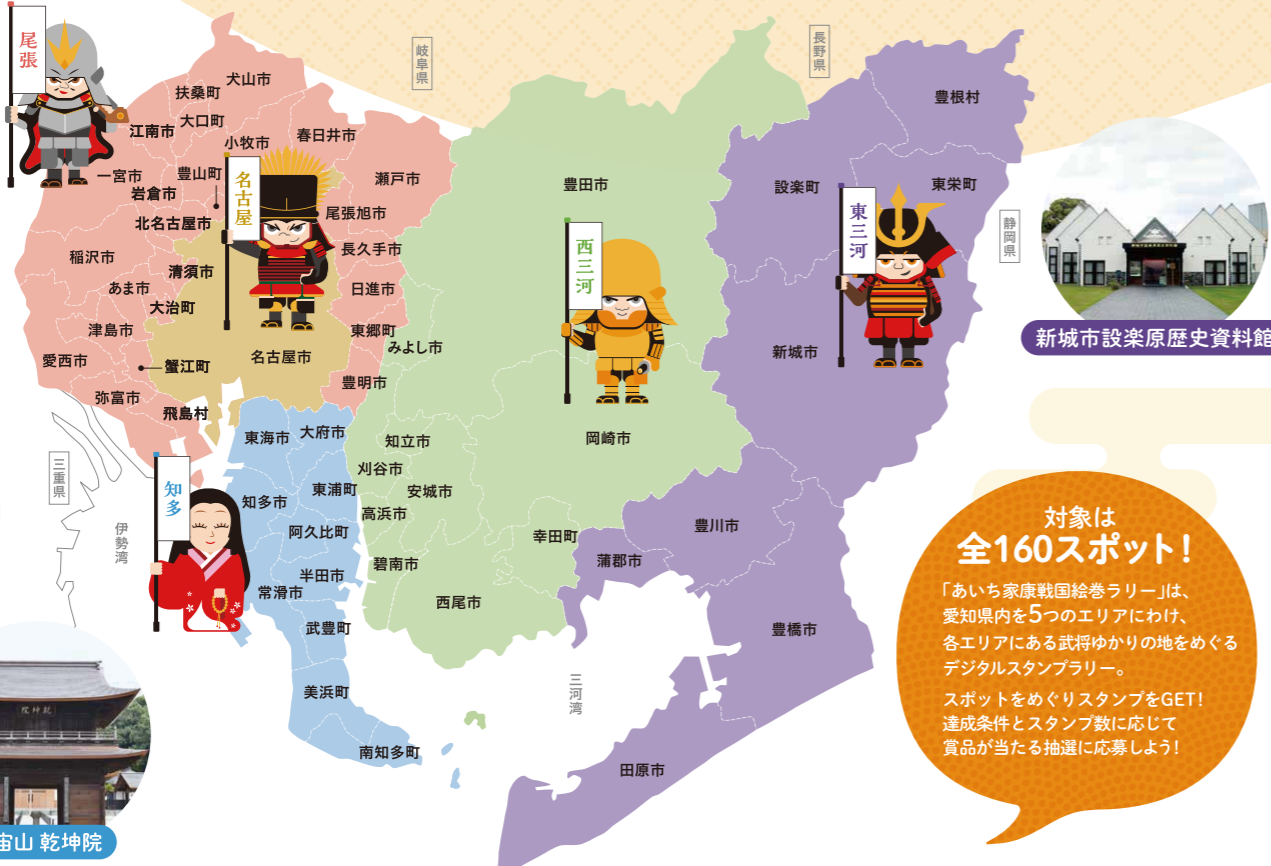 尾張
岐阜県
長野県
犬山市
扶桑町
豊根村
大口町
江南市
小牧市
春日井市
一宮市
豊山町
名古屋
瀬戸市
豊田市
設楽町
東栄町
岩倉市
北名古屋市
尾張旭市
東三河
静岡県
稲沢市
清須市
長久手市
西三河
あま市
日進市
大治町
津島市
東郷町
みよし市
新城市設楽原歴史資料館
愛西市
蟹江町
名古屋市
新城市
弥富市
豊明市
飛島村
東海市
大府市
知立市
岡崎市
三重県
刈谷市
知多
知多市
東浦町
安城市
高浜市
伊勢湾
阿久比町
幸田町
豊川市
碧南市
蒲郡市
半田市
常滑市
西尾市
武豊町
豊橋市
美浜町
三河湾
南知多町
田原市
対象は
全160スポット!
「あいち家康戦国絵巻ラリー」は、
愛知県内を5つのエリアにわけ、
各エリアにある武将ゆかりの地をめぐる
デジタルスタンプラリー。
スポットをめぐりスタンプをGET!
達成条件とスタンプ数に応じて
賞品が当たる抽選に応募しよう!
乾坤院
宙山 乾坤院